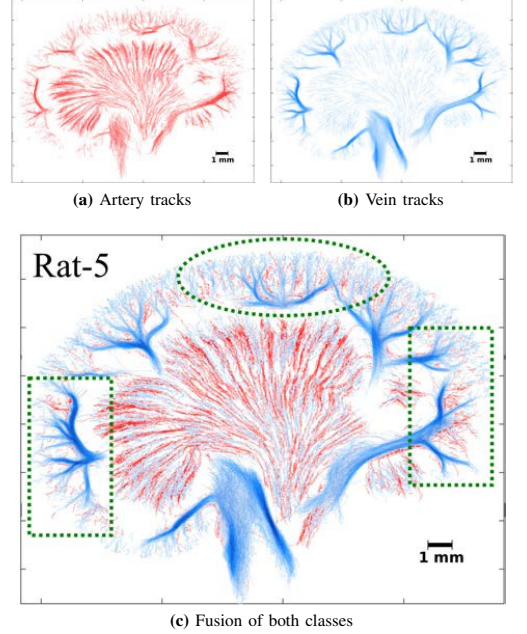 1 mm
1 mm
(a) Artery tracks
(b) Vein tracks
Rat-5
1 mm
(c) Fusion of both classes